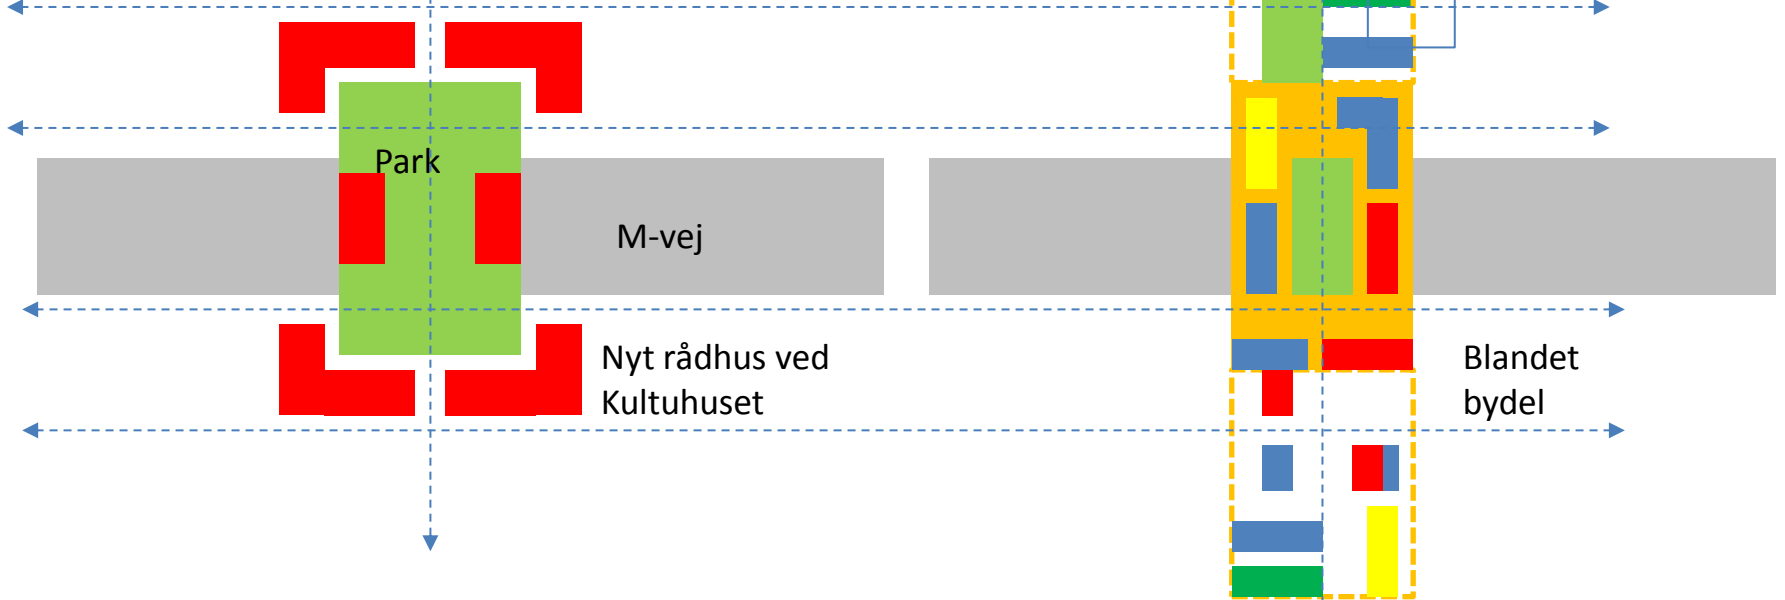 Park
M-vej
Nyt rådhus ved
Kultuhuset
Blandet
bydel